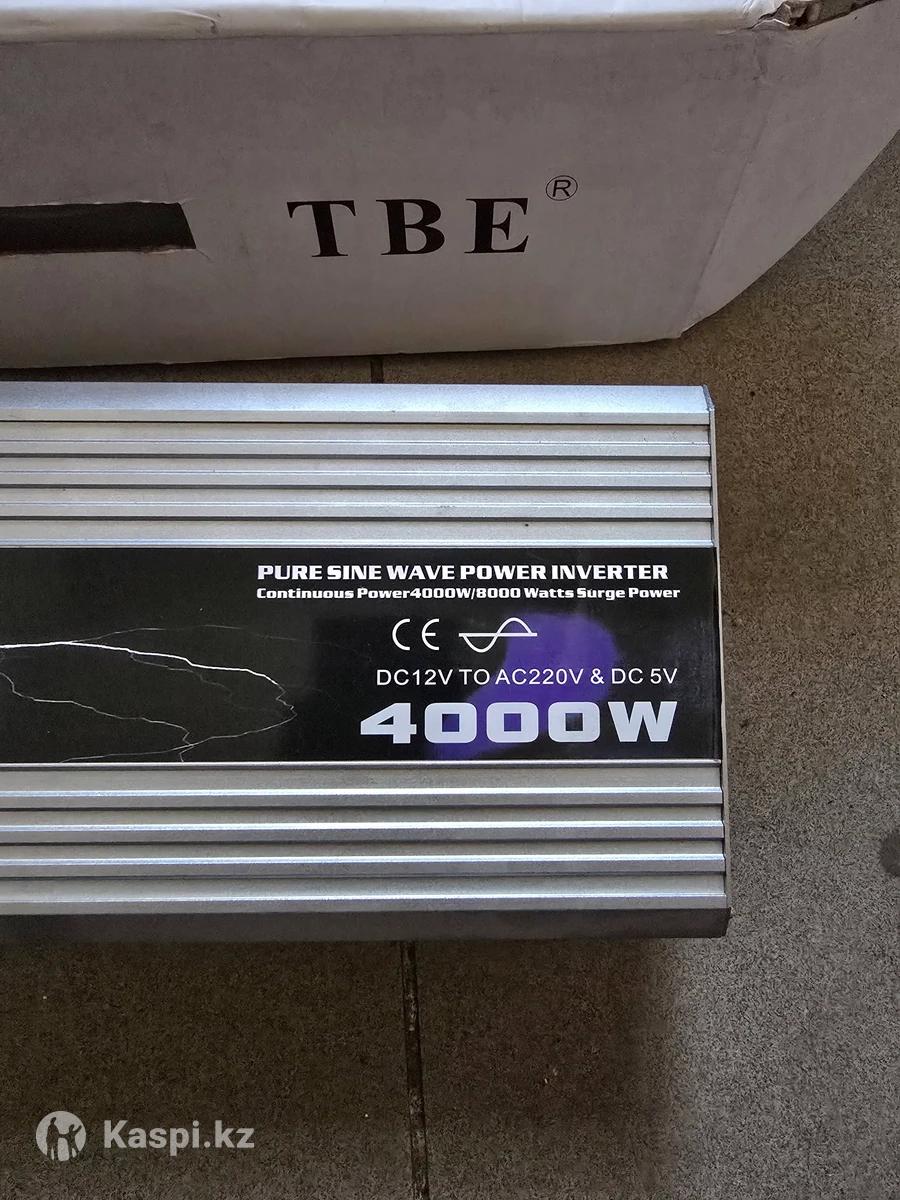 TBE®
PURE SINE WAVE POWER INVERTER
Continuous Power4000W/8000 Watts Surge Power
CE
DC12V TO AC220V & DC 5V
4000W
Kaspi.kz